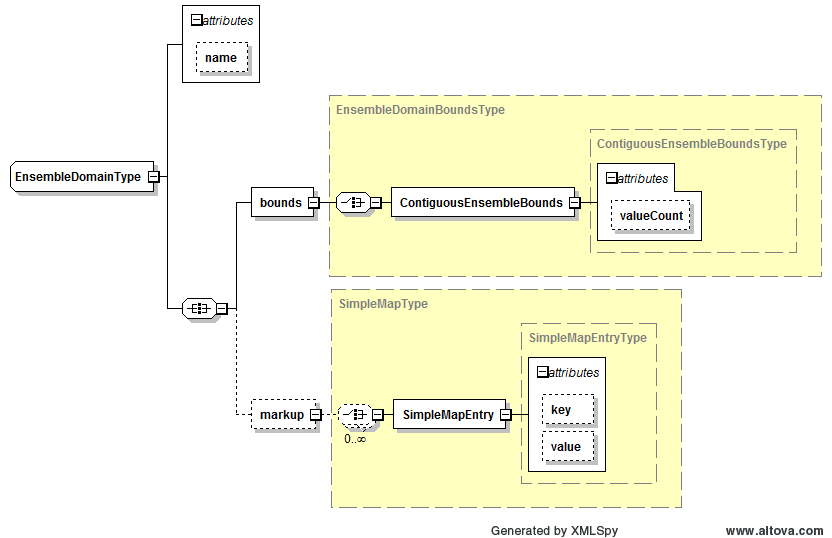 attributes
name
EnsembleDomainType
EnsembleDomainBoundsType
ContiguousEnsembleBoundsType
attributes
bounds
ContiguousEnsembleBounds
valueCount
SimpleMapType
SimpleMapEntryType
attributes
markup
SimpleMapEntry
key
0..∞
value
Generated by XMLSpy
www.altova.com